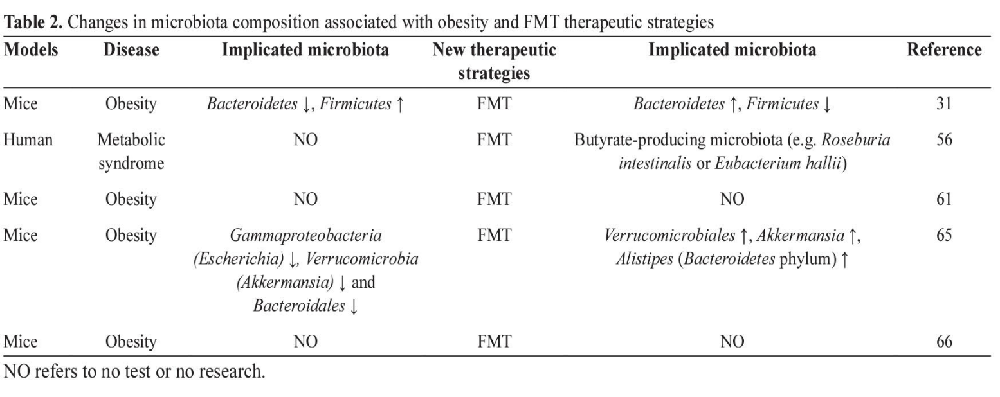 Table 2. Changes in microbiota composition associated with obesity and FMT therapeutic strategies
Models Disease Implicated microbiota New therapeutic strategies Implicated microbiota Reference
Mice Obesity Bacteroidetes ↓, Firmicutes ↑ FMT Bacteroidetes ↑, Firmicutes ↓ 31
Human Metabolic NO FMT Butyrate-producing microbiota (e.g. Roseburia 56
syndrome intestinalis or Eubacterium hallii)
Mice Obesity NO FMT NO 61
Mice Obesity Gammaproteobacteria FMT Verrucomicrobiales ↑, Akkermansia ↑, 65
(Escherichia) ↓, Verrucomicrobia Alistipes (Bacteroidetes phylum) ↑
(Akkermansia) ↓ and
Bacteroidales ↓
Mice Obesity NO FMT NO 66
NO refers to no test or no research.